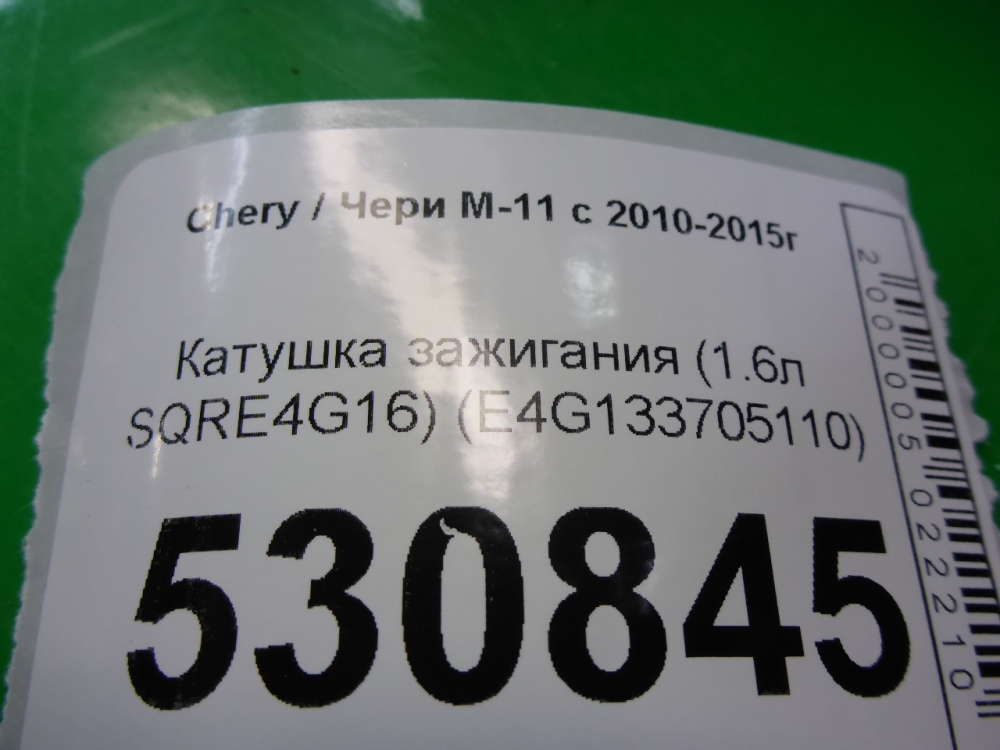 Chery / Чери М-11 с 2010-2015г
Катушка зажигания (1.6л
SQRE4G16) (E4G133705110)
530845
2000005022210